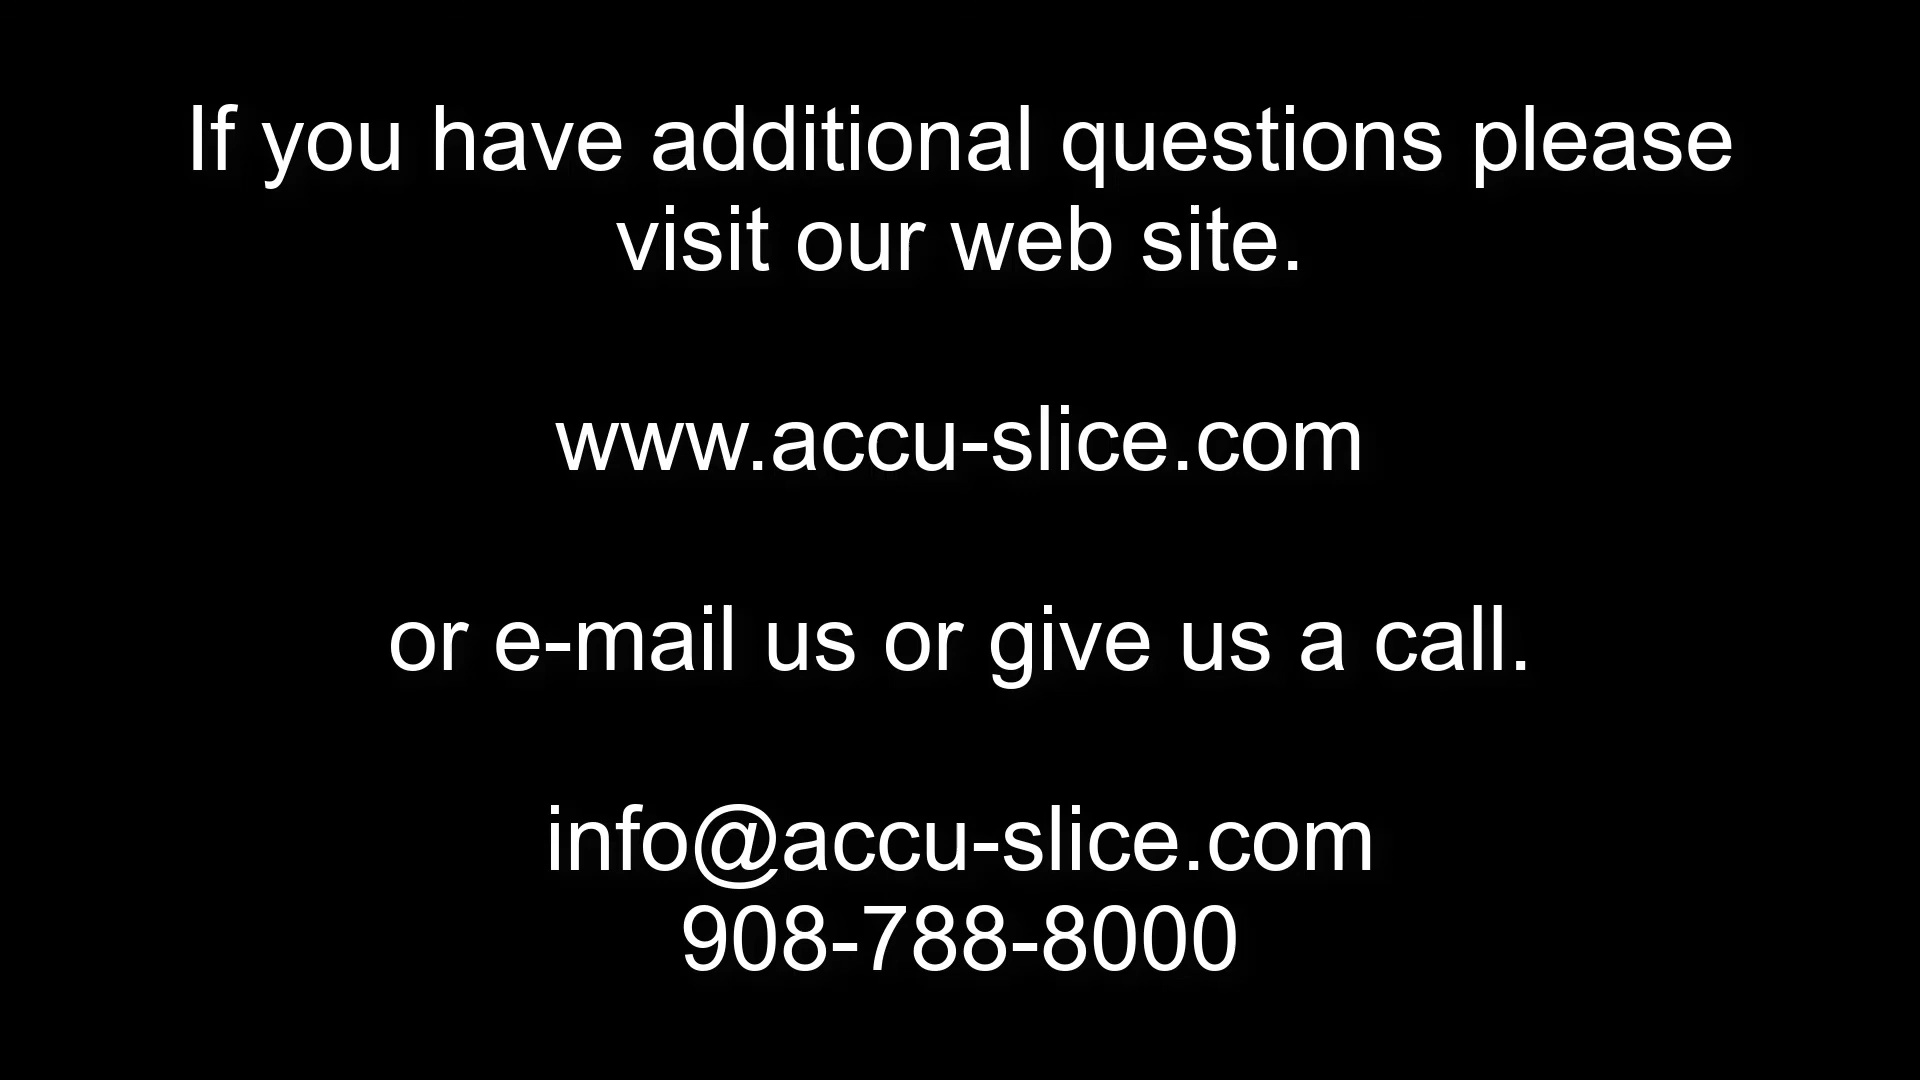 If you have additional questions please
visit our web site.
www.accu-slice.com
or e-mail us or give us a call.
info@accu-slice.com
908-788-8000